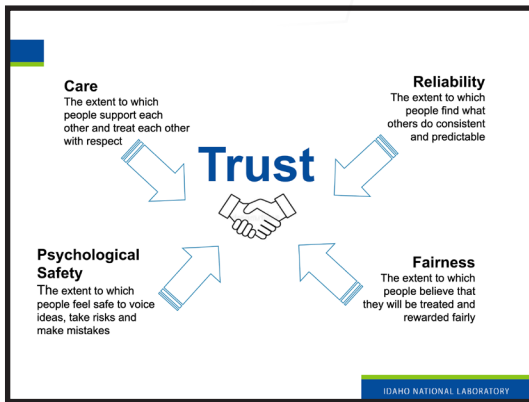 Care
The extent to which
people support each
other and treat each other
with respect
Reliability
The extent to which
people find what
others do consistent
and predictable
Trust
Psychological
Safety
The extent to which
people feel safe to voice
ideas, take risks and
make mistakes
Fairness
The extent to which
people believe that
they will be treated and
rewarded fairly
IDAHO NATIONAL LABORATORY